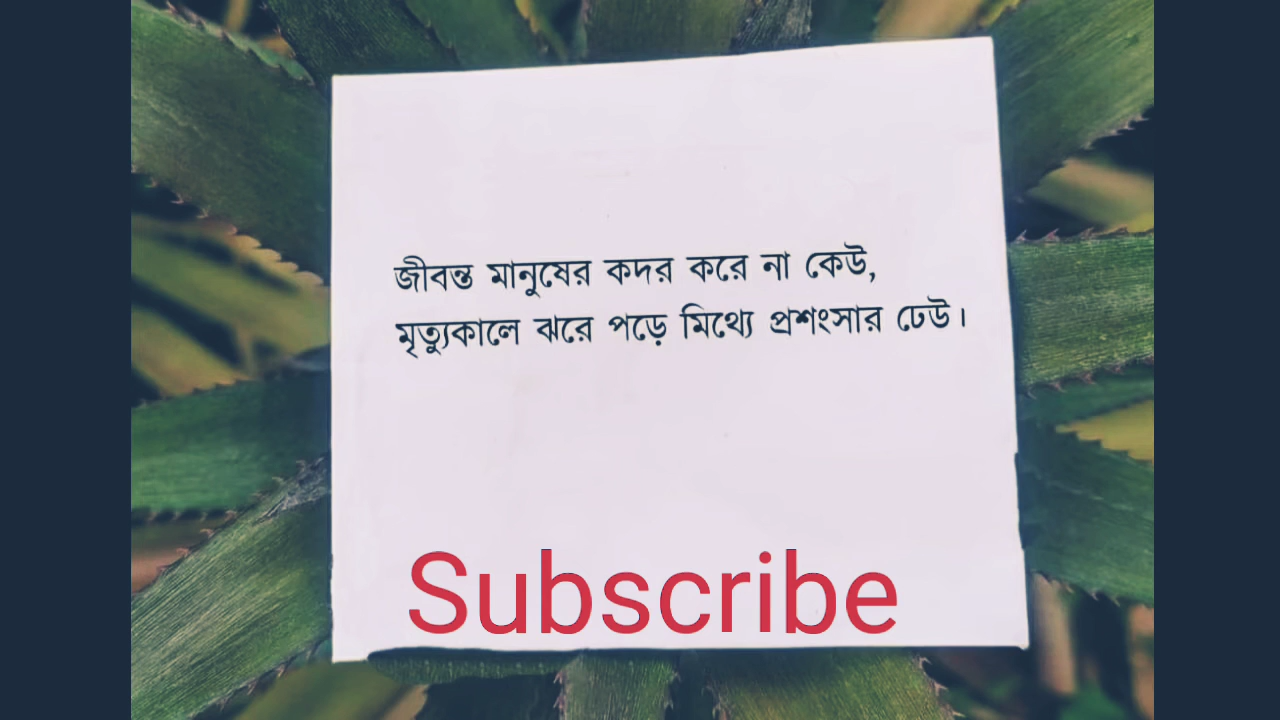 জীবন্ত মানুষের কদর করে না কেউ,
মৃত্যুকালে ঝরে পড়ে মিথ্যে প্রশংসার ঢেউ।
Subscribe